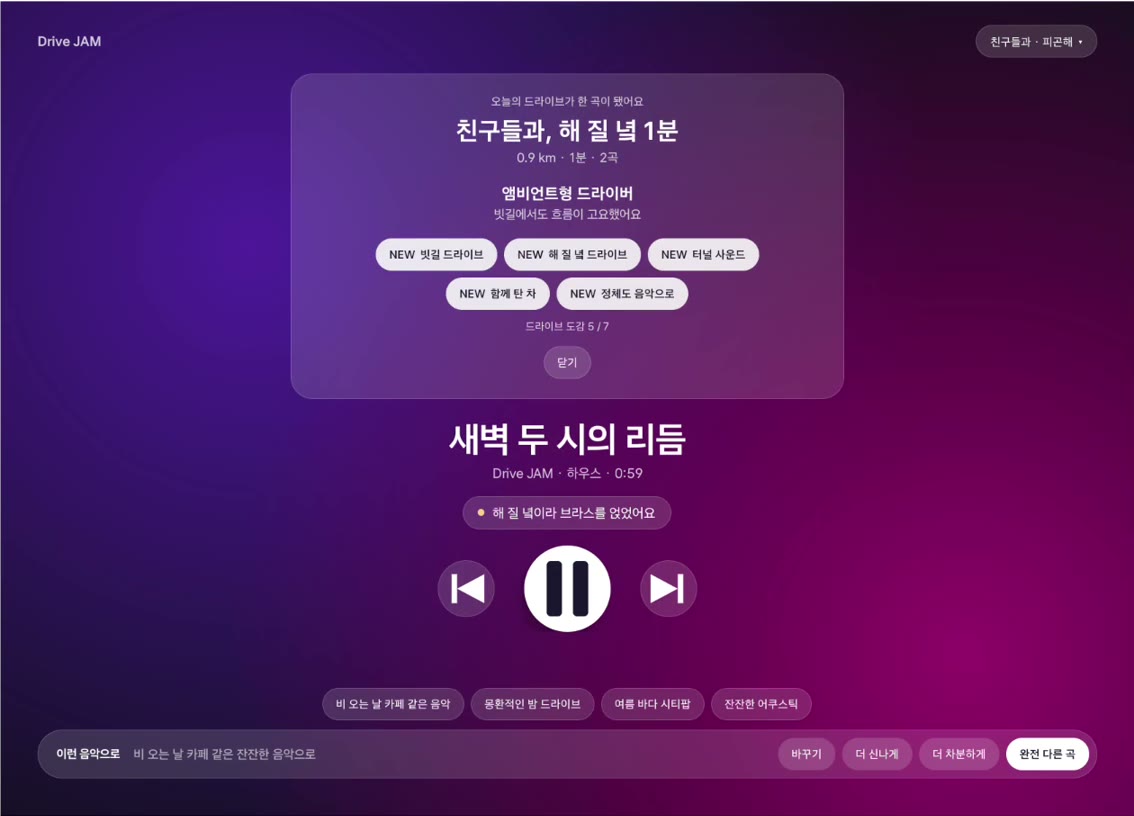 Drive JAM
친구들과 · 피곤해 ▾
오늘의 드라이브가 한 곡이 됐어요
친구들과, 해 질 녘 1분
0.9 km · 1분 · 2곡
앰비언트형 드라이버
빗길에서도 흐름이 고요했어요
NEW 빗길 드라이브
NEW 해 질 녘 드라이브
NEW 터널 사운드
NEW 함께 탄 차
NEW 정체도 음악으로
드라이브 도감 5 / 7
닫기
새벽 두 시의 리듬
Drive JAM · 하우스 · 0:59
해 질 녘이라 브라스를 얹었어요
비 오는 날 카페 같은 음악
몽환적인 밤 드라이브
여름 바다 시티팝
잔잔한 어쿠스틱
이런 음악으로
비 오는 날 카페 같은 잔잔한 음악으로
바꾸기
더 신나게
더 차분하게
완전 다른 곡